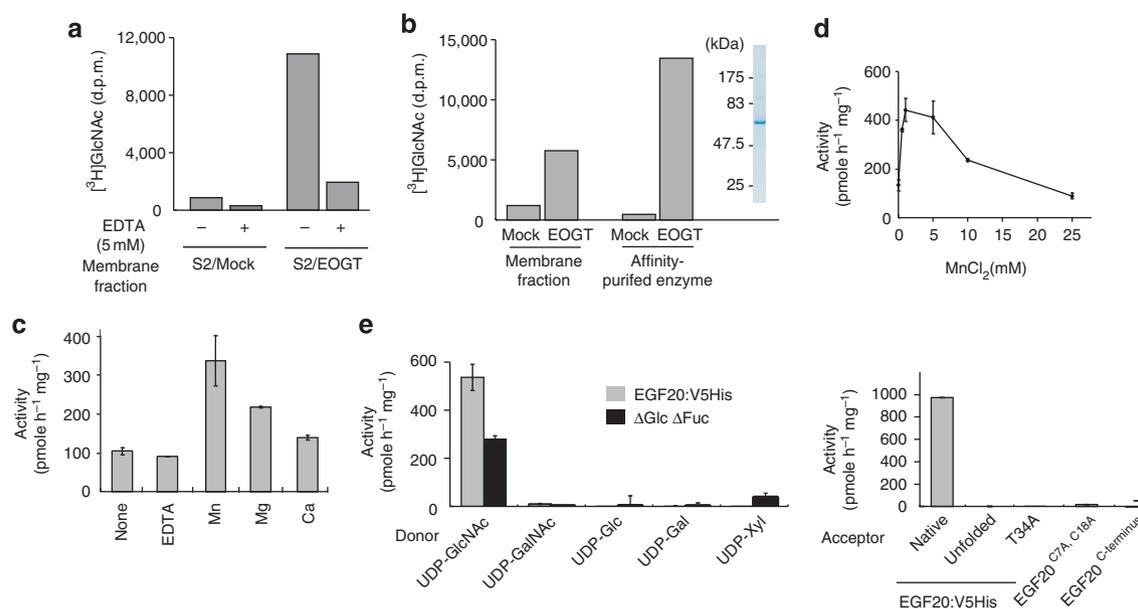 a
12,000
8,000
4,000
0
[³H]GlcNAc (d.p.m.)
EDTA (5 mM)
– + – +
Membrane fraction
S2/Mock S2/EOGT
b
15,000
10,000
5,000
0
[³H]GlcNAc (d.p.m.)
Mock EOGT Mock EOGT
Membrane fraction
Affinity-purifed enzyme
(kDa)
175
83
47.5
25
d
600
400
200
0
Activity
(pmole h⁻¹ mg⁻¹)
0 5 10 15 20 25
MnCl₂(mM)
c
400
300
200
100
0
Activity
(pmole h⁻¹ mg⁻¹)
None EDTA Mn Mg Ca
e
600
400
200
0
Activity
(pmole h⁻¹ mg⁻¹)
EGF20:V5His
ΔGlc ΔFuc
Donor
UDP-GlcNAc UDP-GalNAc UDP-Glc UDP-Gal UDP-Xyl
1000
800
600
400
200
0
Activity
(pmole h⁻¹ mg⁻¹)
Acceptor
Native Unfolded T34A EGF20 C7A, C18A EGF20 C-terminus
EGF20:V5His